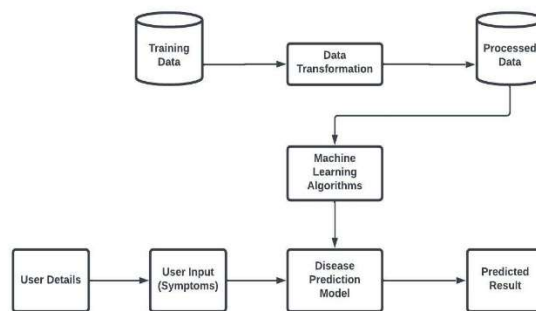 Training
Data
Data
Transformation
Processed
Data
Machine
Learning
Algorithms
User Details
User Input
(Symptoms)
Disease
Prediction
Model
Predicted
Result